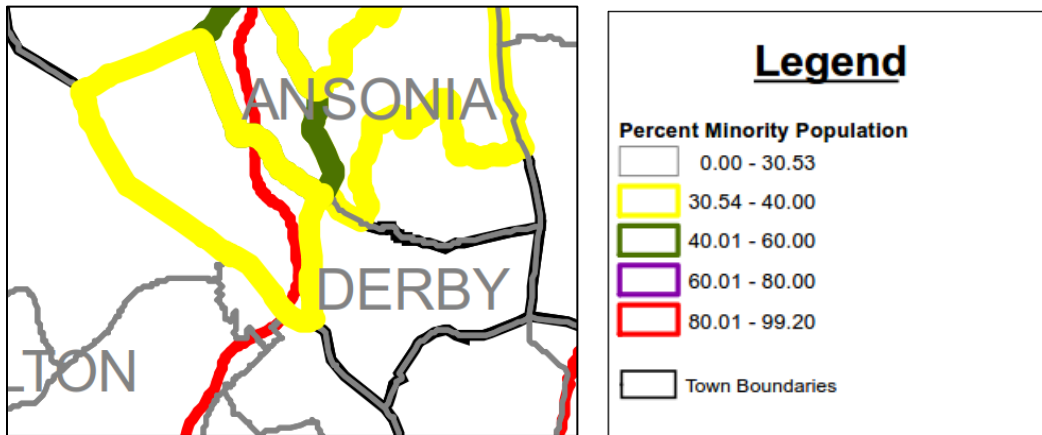 ANSONIA
DERBY
LTON
Legend
Percent Minority Population
0.00 - 30.53
30.54 - 40.00
40.01 - 60.00
60.01 - 80.00
80.01 - 99.20
Town Boundaries